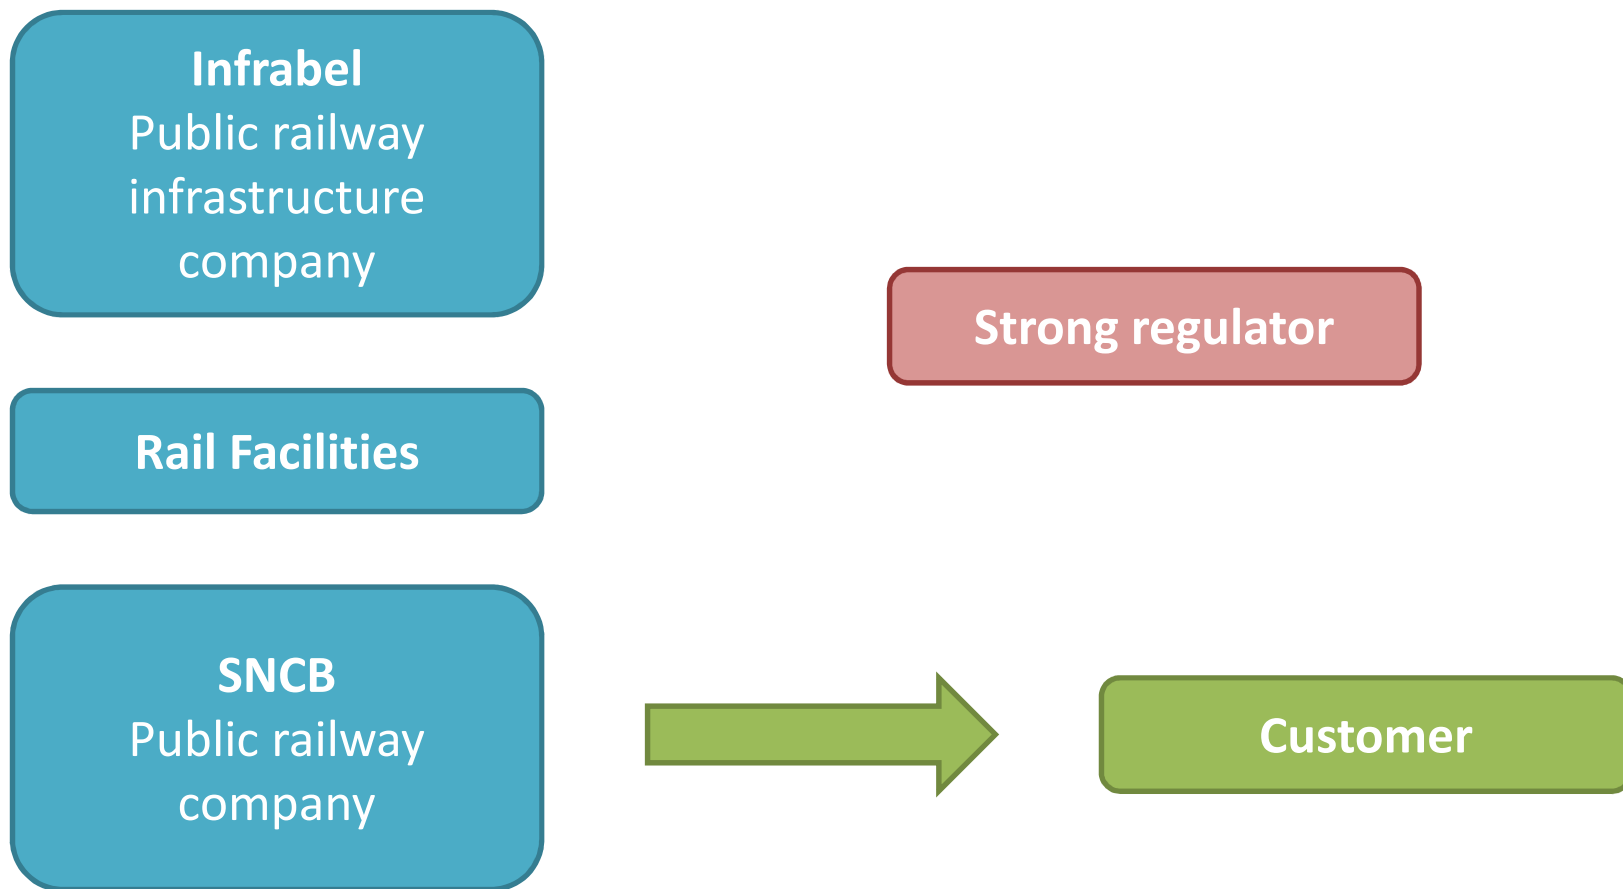 Infrabel
Public railway
infrastructure
company
Strong regulator
Rail Facilities
SNCB
Public railway
company
Customer